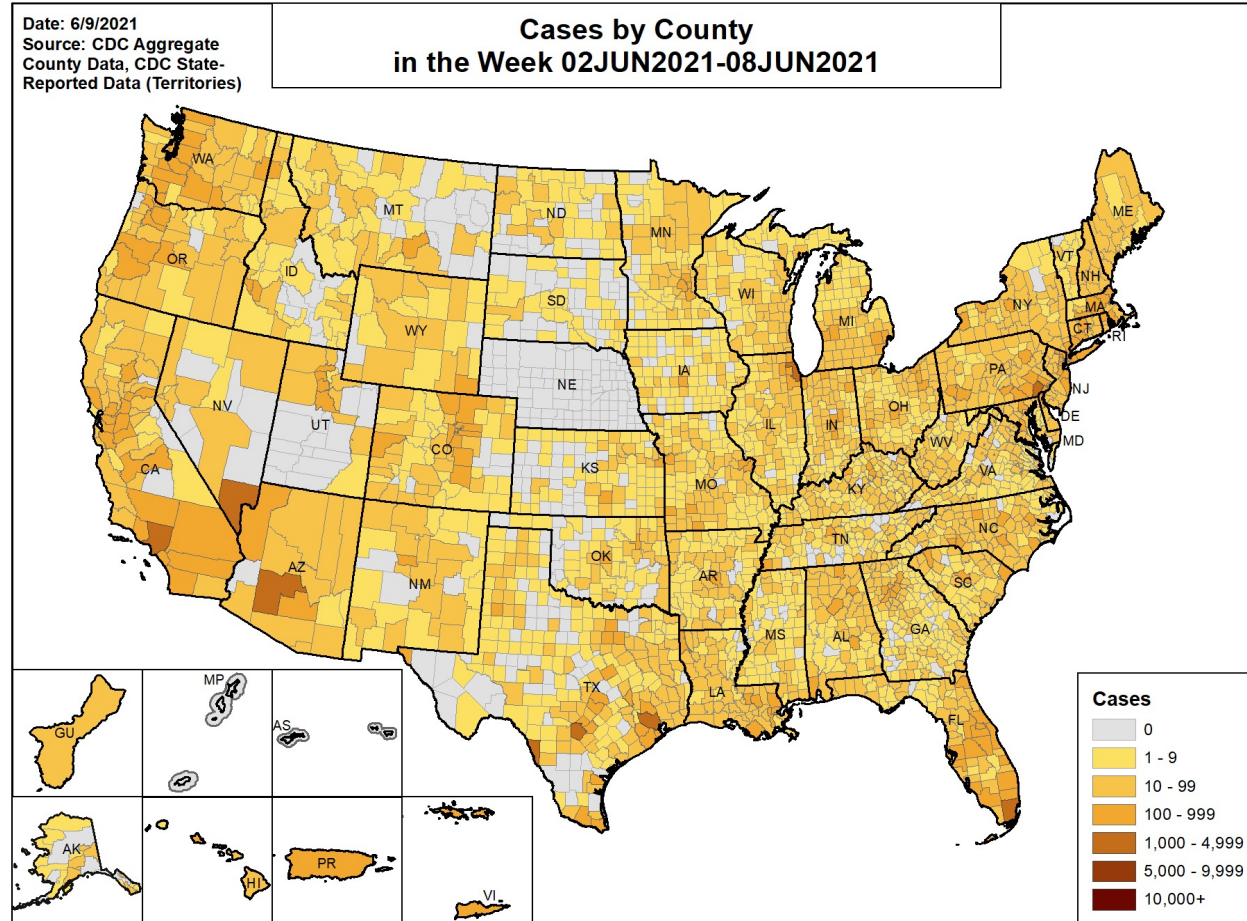 Date: 6/9/2021
Source: CDC Aggregate
County Data, CDC State-
Reported Data (Territories)
Cases by County
in the Week 02JUN2021-08JUN2021
WA
MT
ND
MN
ME
OR
ID
SD
WI
VT
NH
WY
MI
NY
MA
CT
RI
NE
IA
PA
NJ
NV
UT
CO
IL
IN
OH
DE
MD
CA
KS
MO
WV
VA
KY
AZ
NM
OK
AR
TN
NC
SC
TX
LA
MS
AL
GA
FL
GU
MP
AS
AK
HI
PR
VI
Cases
0
1 - 9
10 - 99
100 - 999
1,000 - 4,999
5,000 - 9,999
10,000+